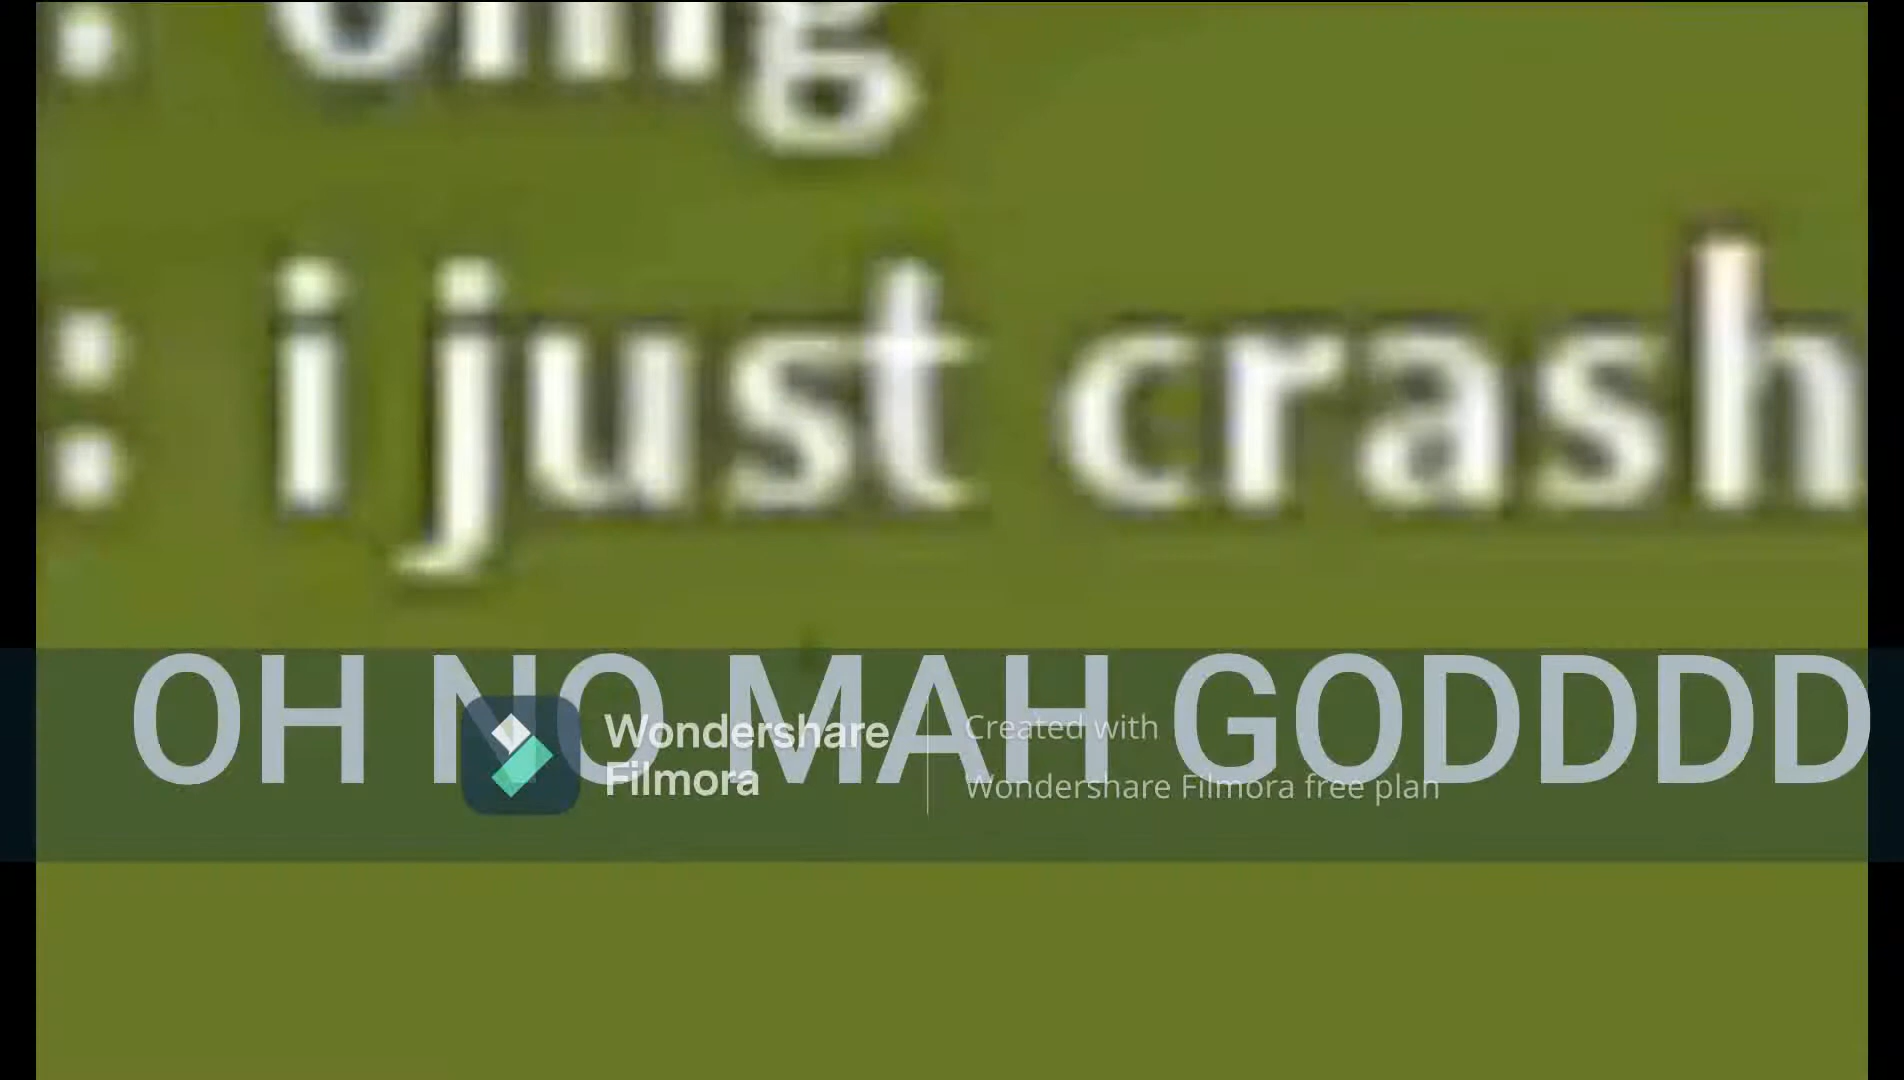 : omg
: i just crash
OH NO MAH GODDDD
Wondershare
Filmora
Created with
Wondershare Filmora free plan